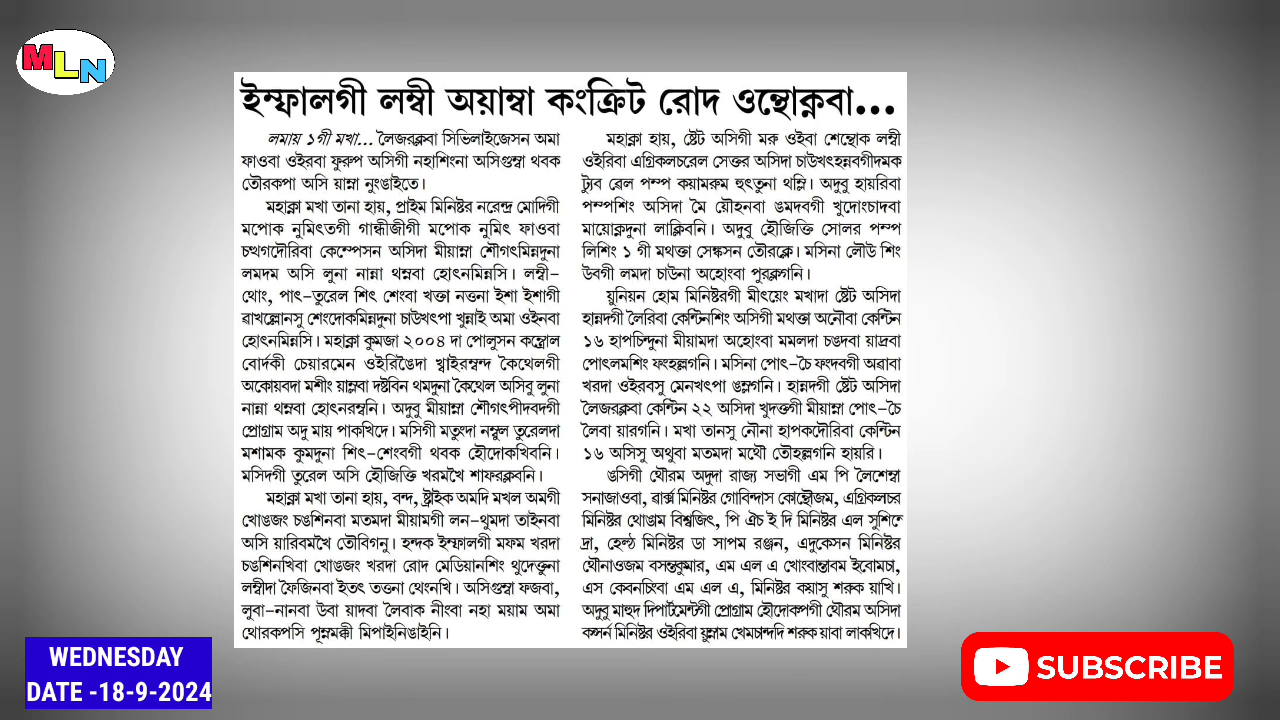 MLN
ইম্ফালগী লম্বী অয়াম্বা কংক্রিট রোদ ওন্থোক্নবা...
লমায় ১গী মখা... লৈজরক্লবা সিভিলাইজেসন অমা
ফাওবা ওইরবা ফুরুপ অসিগী নহাশিংনা অসিগুম্বা থবক
তৌরকপা অসি য়াম্না নুংঙাইতে।
মহাক্না মখা তানা হায়, প্রাইম মিনিষ্টর নরেন্দ্র মোদিগী
মপোক নুমিৎতগী গান্ধীজীগী মপোক নুমিৎ ফাওবা
চত্থগদৌরিবা কেম্পেসন অসিদা মীয়াম্না শৌগৎমিন্নদুনা
লমদম অসি লুনা নান্না থম্নবা হোৎনমিন্নসি। লম্বী-
থোং, পাৎ-তুরেল শিৎ শেংবা খক্তা নত্তনা ইশা ইশাগী
ৱাখল্লোনসু শেংদোকমিন্নদুনা চাউখৎপা খুন্নাই অমা ওইনবা
হোৎনমিন্নসি। মহাক্না কুমজা ২০০৪ দা পোলুসন কন্ত্রোল
বোর্দকী চেয়ারমেন ওইরিঙৈদা খ্বাইরম্বন্দ কৈথেলগী
অকোয়বদা মশীং য়াম্লবা দষ্টবিন থমদুনা কৈথেল অসিবু লুনা
নান্না থম্নবা হোৎনরম্বনি। অদুবু মীয়াম্না শৌগৎপীদবদগী
প্রোগ্রাম অদু মায় পাকখিদে। মসিগী মতুংদা নম্বুল তুরেলদা
মশামক কুমদুনা শিৎ-শেংবগী থবক হৌদোকখিবনি।
মসিদগী তুরেল অসি হৌজিক্তি খরমখৈ শাফরক্লবনি।
মহাক্না মখা তানা হায়, বন্দ, ষ্ট্রাইক অমদি মখল অমগী
খোঙজং চঙশিনবা মতমদা মীয়ামগী লন-থুমদা তাইনবা
অসি য়ারিবমখৈ তৌবিগনু। হন্দক ইম্ফালগী মফম খরদা
চঙশিনখিবা খোঙজং খরদা রোদ মেডিয়ানশিং থুদেক্তুনা
লম্বীদা ফৈজিনবা ইতৎ তত্তনা থেংনখি। অসিগুম্বা ফজবা,
লুবা-নানবা উবা য়াদবা লৈবাক নীংবা নহা ময়াম অমা
থোরকপসি পুম্নমক্কী মিপাইনিঙাইনি।
মহাক্না হায়, ষ্টেট অসিগী মরু ওইবা শেন্থোক লম্বী
ওইরিবা এগ্রিকলচরেল সেক্তর অসিদা চাউখৎহন্নবগীদমক
ট্যুব ৱেল পম্প কয়ামরুম হুৎতুনা থম্লি। অদুবু হায়রিবা
পম্পশিং অসিদা মৈ য়ৌহনবা ঙমদবগী খুদোংচাদবা
মায়োক্নদুনা লাক্লিবনি। অদুবু হৌজিক্তি সোলর পম্প
লিশিং ১ গী মথক্তা সেঙ্কসন তৌরক্লে। মসিনা লৌউ শিং
উবগী লমদা চাউনা অহোংবা পুরক্লগনি।
য়ুনিয়ন হোম মিনিষ্টরগী মীৎয়েং মখাদা ষ্টেট অসিদা
হান্নদগী লৈরিবা কেন্টিনশিং অসিগী মথক্তা অনৌবা কেন্টিন
১৬ হাপচিন্দুনা মীয়ামদা অহোংবা মমলদা চঙদবা য়াদ্রবা
পোৎলমশিং ফংহল্লগনি। মসিনা পোৎ-চৈ ফংদবগী অৱাবা
খরদা ওইরবসু মেনখৎপা ঙম্লগনি। হান্নদগী ষ্টেট অসিদা
লৈজরক্লবা কেন্টিন ২২ অসিদা খুদক্তগী মীয়াম্না পোৎ-চৈ
লৈবা য়ারগনি। মখা তানসু নৌনা হাপকদৌরিবা কেন্টিন
১৬ অসিসু অথুবা মতমদা মথৌ তৌহল্লগনি হায়রি।
ঙসিগী থৌরম অদুদা রাজ্য সভাগী এম পি লৈশেম্বা
সনাজাওবা, ৱার্ক্স মিনিষ্টর গোবিন্দাস কোন্থৌজম, এগ্রিকলচর
মিনিষ্টর থোঙাম বিশ্বজিৎ, পি এচ ই দি মিনিষ্টর এল সুশিন্
দ্রা, হেল্থ মিনিষ্টর ডা সাপম রঞ্জন, এদুকেসন মিনিষ্টর
থৌনাওজম বসন্তকুমার, এম এল এ খোংবান্তাবম ইবোমচা,
এস কেবনচিংবা এম এল এ, মিনিষ্টর কয়াসু শরুক য়াখি।
অদুবু মাহুদ দিপার্টমেন্টগী প্রোগ্রাম হৌদোকপগী থৌরম অসিদা
কন্সর্ন মিনিষ্টর ওইরিবা য়ুম্নাম খেমচান্দদি শরুক য়াবা লাকখিদে।
WEDNESDAY
DATE -18-9-2024
SUBSCRIBE